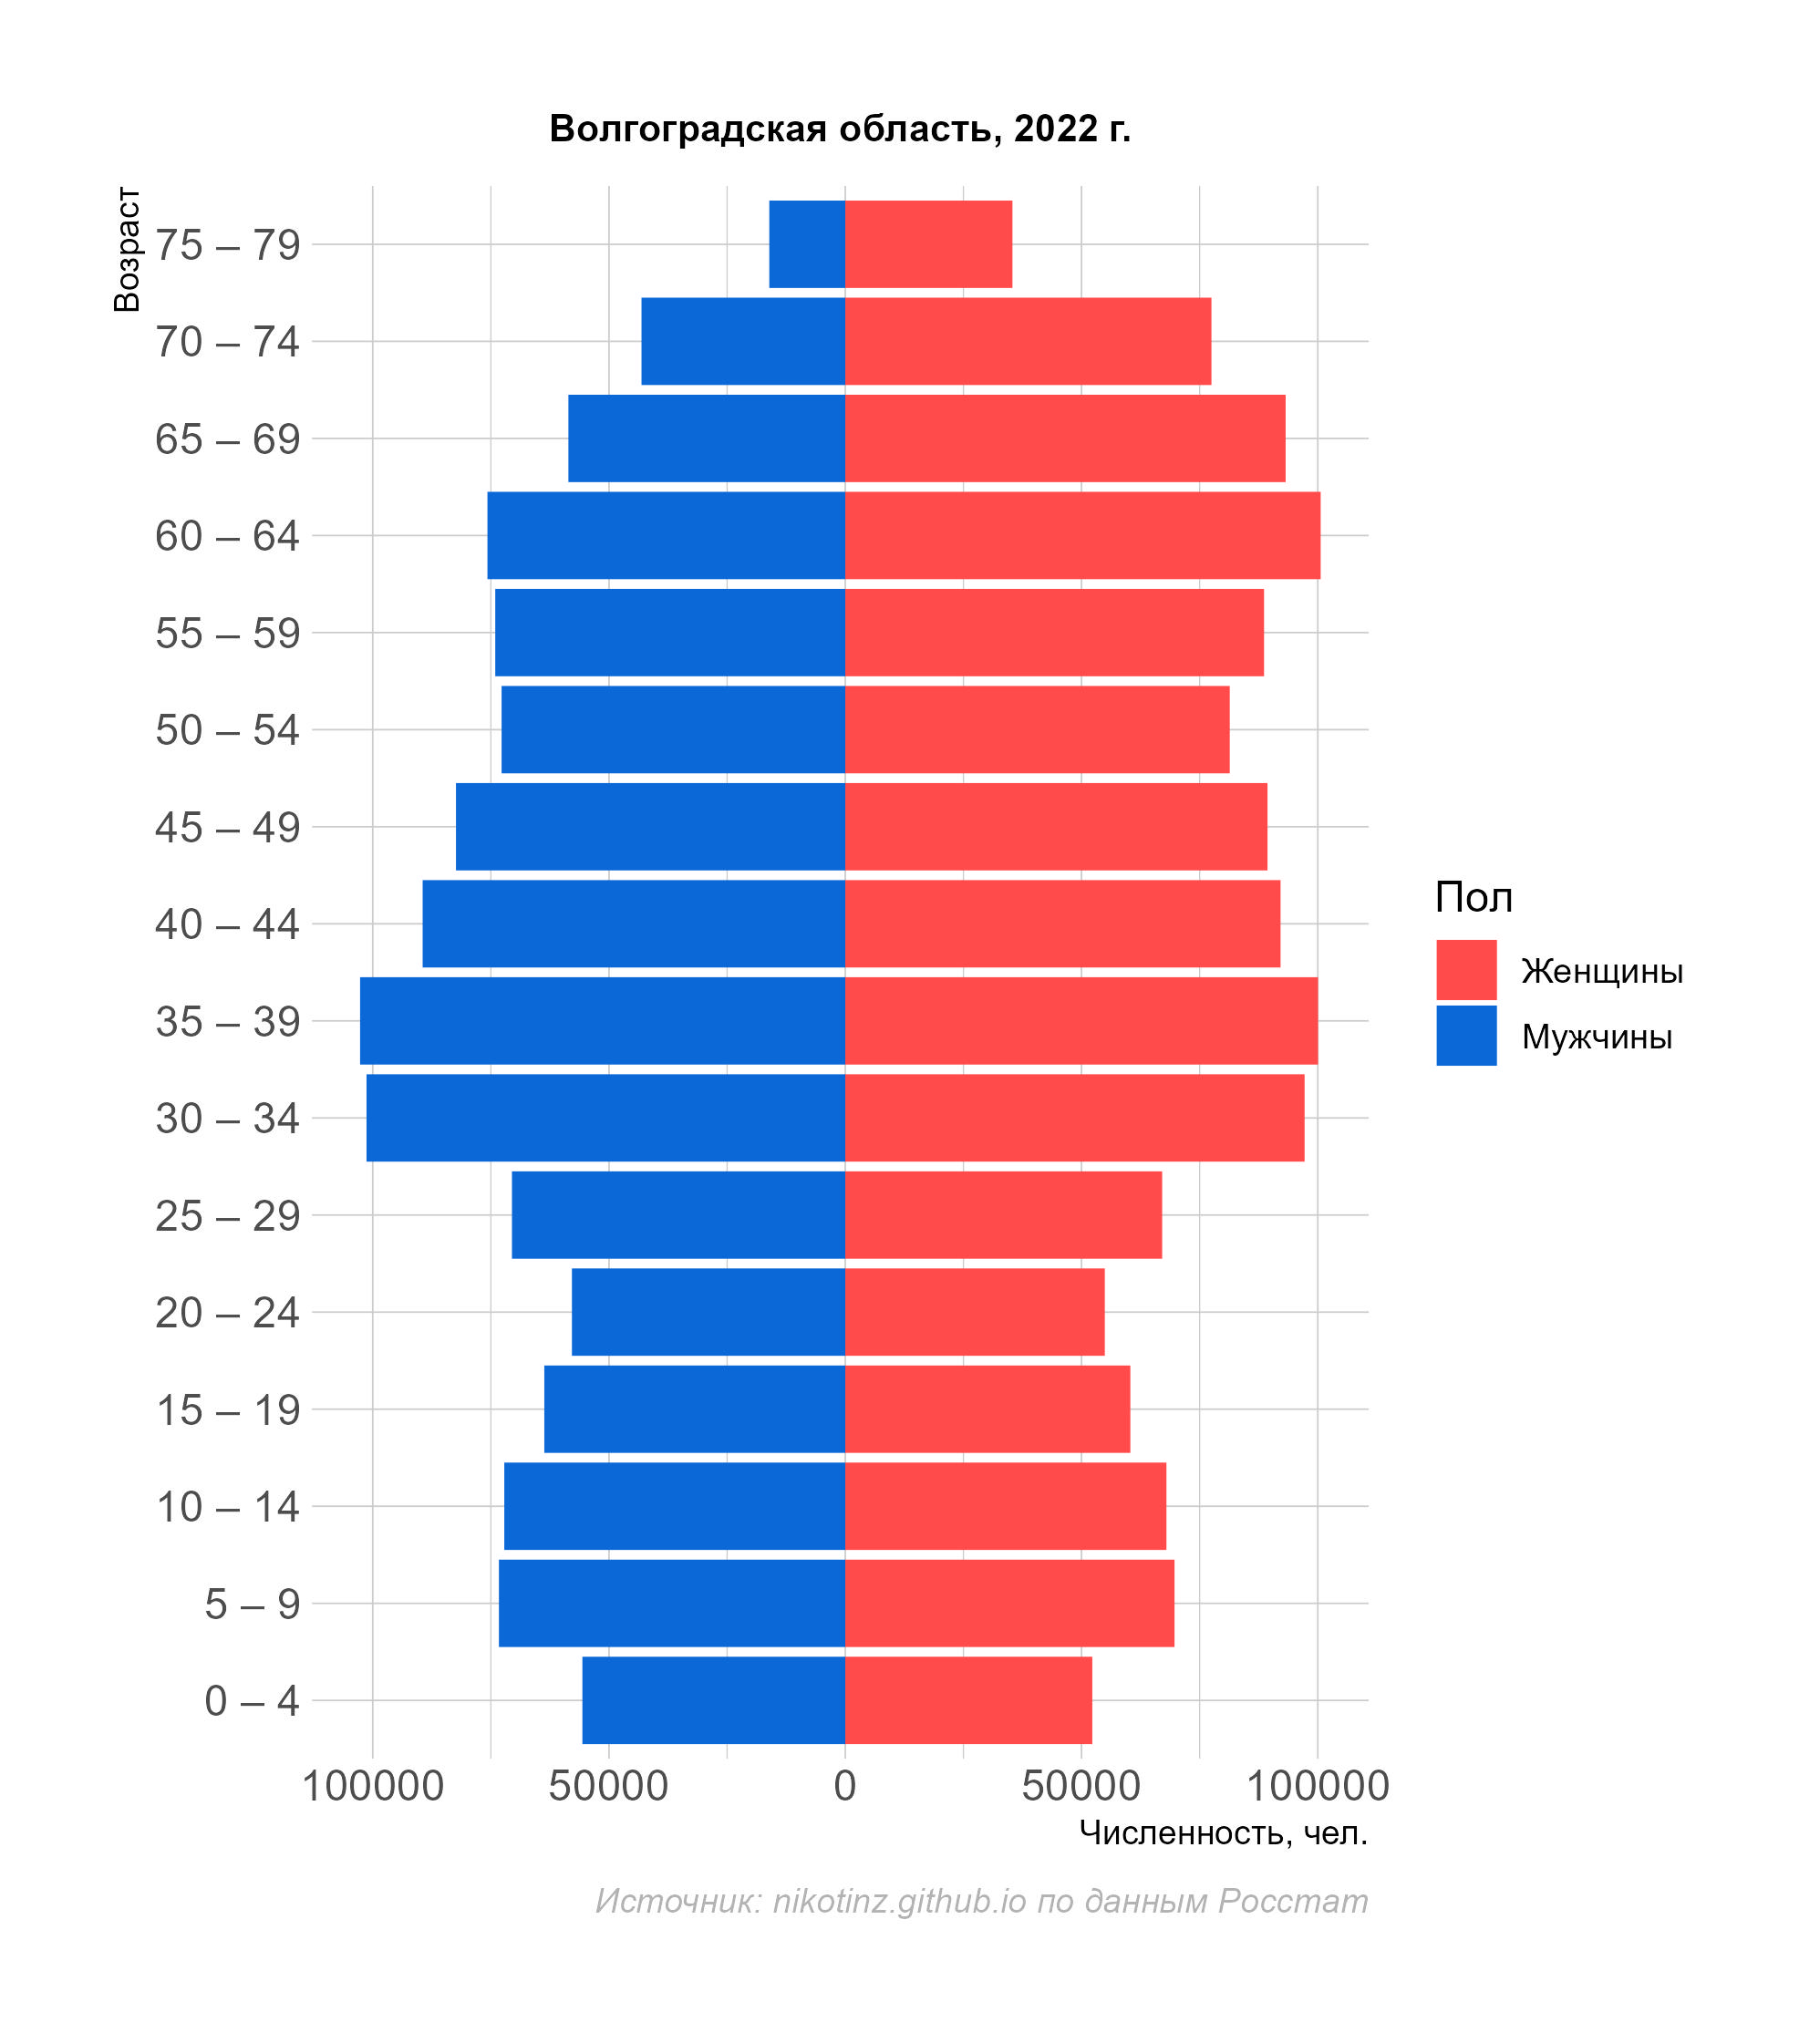 Волгоградская область, 2022 г.
Возраст
75 – 79
70 – 74
65 – 69
60 – 64
55 – 59
50 – 54
45 – 49
40 – 44
35 – 39
30 – 34
25 – 29
20 – 24
15 – 19
10 – 14
5 – 9
0 – 4
100000 50000 0 50000 100000
Численность, чел.
Пол
Женщины
Мужчины
Источник: nikotinz.github.io по данным Росстат